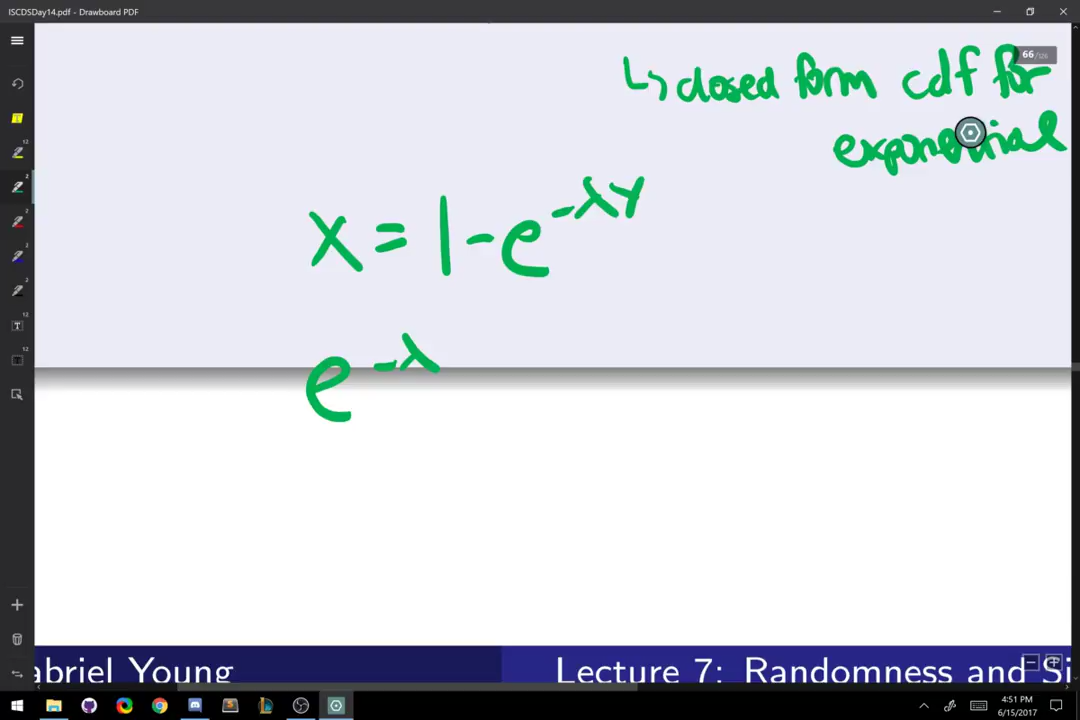 ISCDSDay14.pdf - Drawboard PDF
66/126
↳ closed form cdf for
exponential
x = 1 - e^{-λy}
e^{-λ}
abriel Young
Lecture 7: Randomness and Si
4:51 PM
6/15/2017